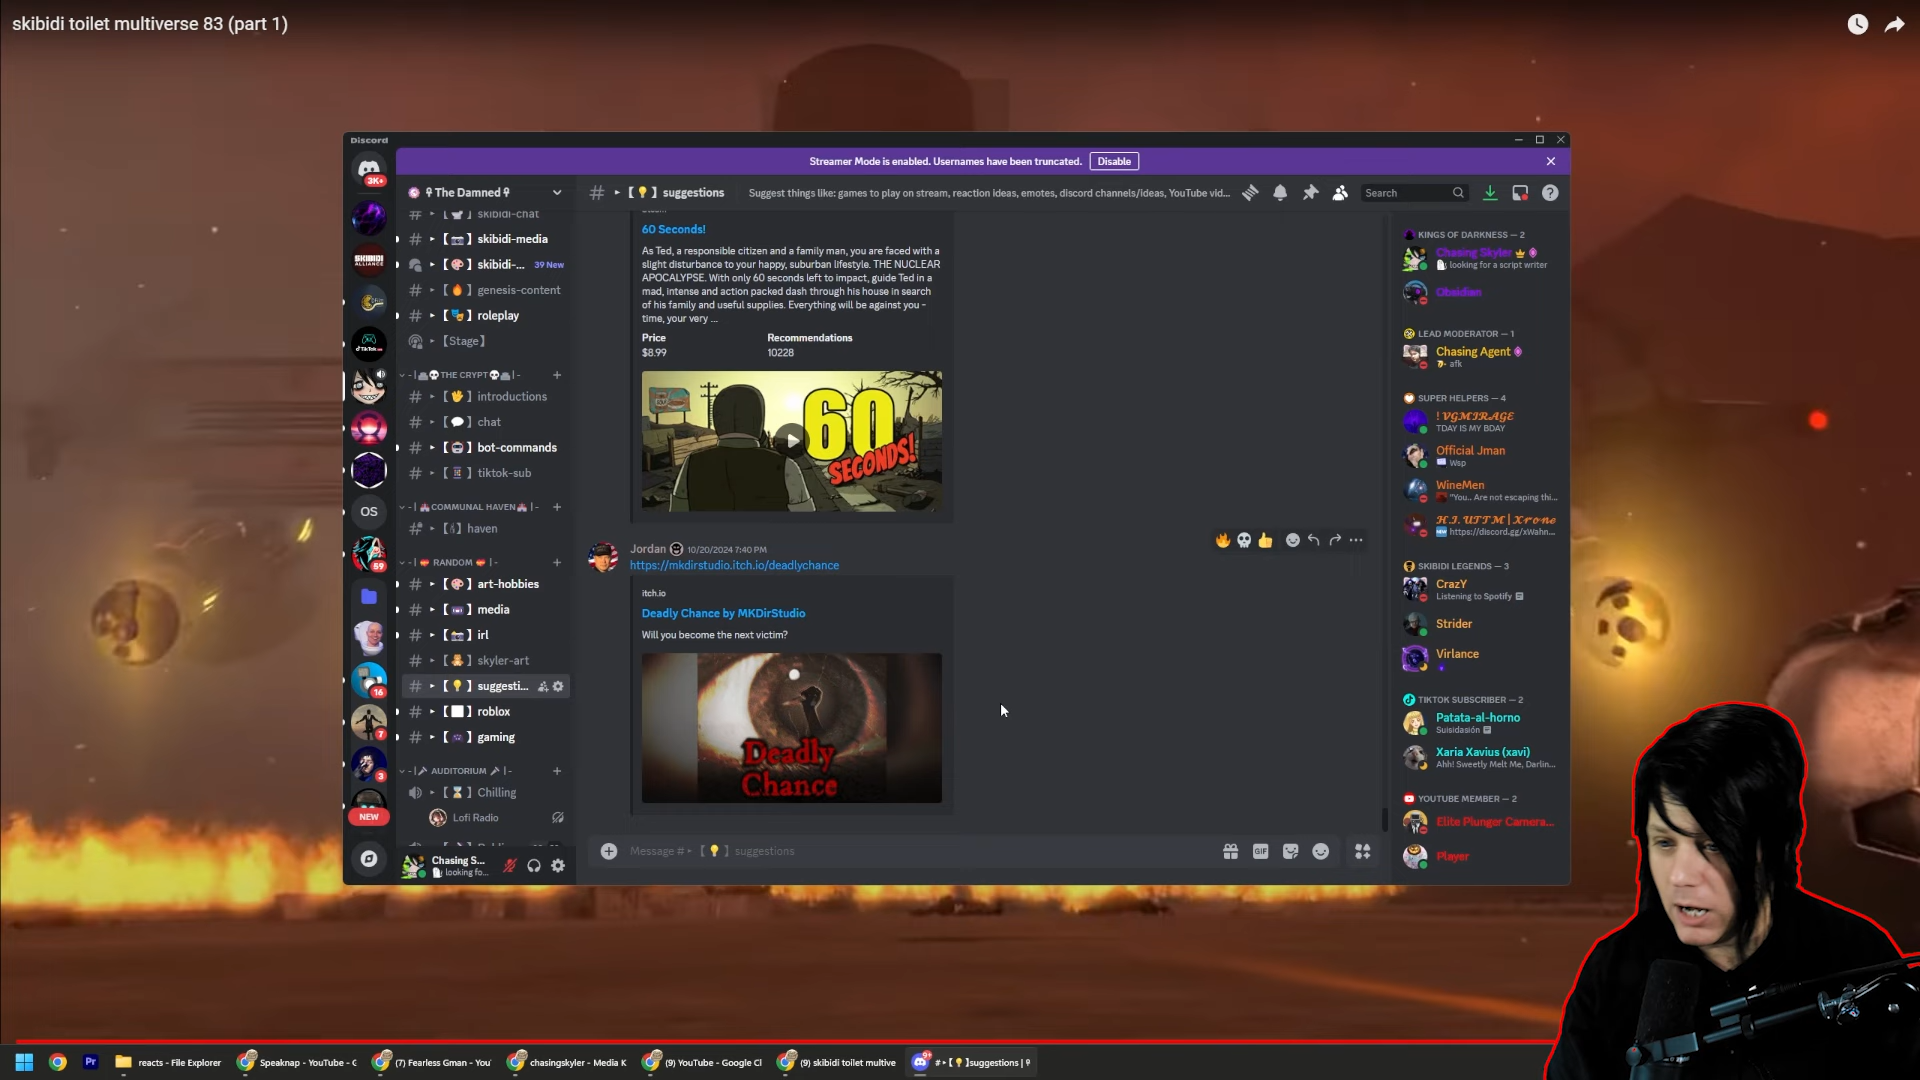 skibidi toilet multiverse 83 (part 1)
Discord
Streamer Mode is enabled. Usernames have been truncated.
Disable
The Damned
suggestions
Suggest things like: games to play on stream, reaction ideas, emotes, discord channels/ideas, YouTube vid...
Search
3K+
SKIBIDI
ALLIANCE
TikTok
OS
59
16
7
3
NEW
skibidi-chat
skibidi-media
skibidi-...
39 New
genesis-content
roleplay
[Stage]
THE CRYPT
introductions
chat
bot-commands
tiktok-sub
COMMUNAL HAVEN
haven
RANDOM
art-hobbies
media
irl
skyler-art
suggesti...
roblox
gaming
AUDITORIUM
Chilling
Lofi Radio
Chasing S...
looking fo...
60 Seconds!
As Ted, a responsible citizen and a family man, you are faced with a
slight disturbance to your happy, suburban lifestyle. THE NUCLEAR
APOCALYPSE. With only 60 seconds left to impact, guide Ted in a
mad, intense and action packed dash through his house in search
of his family and useful supplies. Everything will be against you -
time, your very ...
Price
Recommendations
$8.99
10228
60
SECONDS!
Jordan 10/20/2024 7:40 PM
https://mkdirstudio.itch.io/deadlychance
itch.io
Deadly Chance by MKDirStudio
Will you become the next victim?
Deadly
Chance
Message # suggestions
GIF
KINGS OF DARKNESS — 2
Chasing Skyler
looking for a script writer
Obsidian
LEAD MODERATOR — 1
Chasing Agent
afk
SUPER HELPERS — 4
! VGMIRAGE
TDAY IS MY BDAY
Official Jman
Wsp
WineMen
"You.. Are not escaping thi...
H.I. UTTM | Xrone
https://discord.gg/xWahn...
SKIBIDI LEGENDS — 3
CrazY
Listening to Spotify
Strider
Virlance
TIKTOK SUBSCRIBER — 2
Patata-al-horno
Suisidasión
Xaria Xavius (xavi)
Ahh! Sweetly Melt Me, Darlin...
YOUTUBE MEMBER — 2
Elite Plunger Camera...
Player
Pr
reacts - File Explorer
Speaknap - YouTube - G
(7) Fearless Gman - You
chasingskyler - Media K
(9) YouTube - Google Cl
(9) skibidi toilet multive
9+
suggestions |